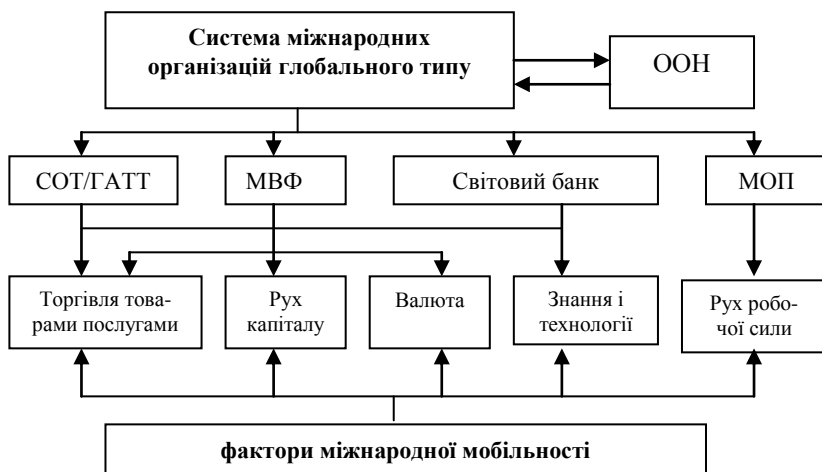 Система міжнародних
організацій глобального типу
ООН
СОТ/ГАТТ
МВФ
Світовий банк
МОП
Торгівля това-
рами послугами
Рух
капіталу
Валюта
Знання і
технології
Рух робо-
чої сили
фактори міжнародної мобільності